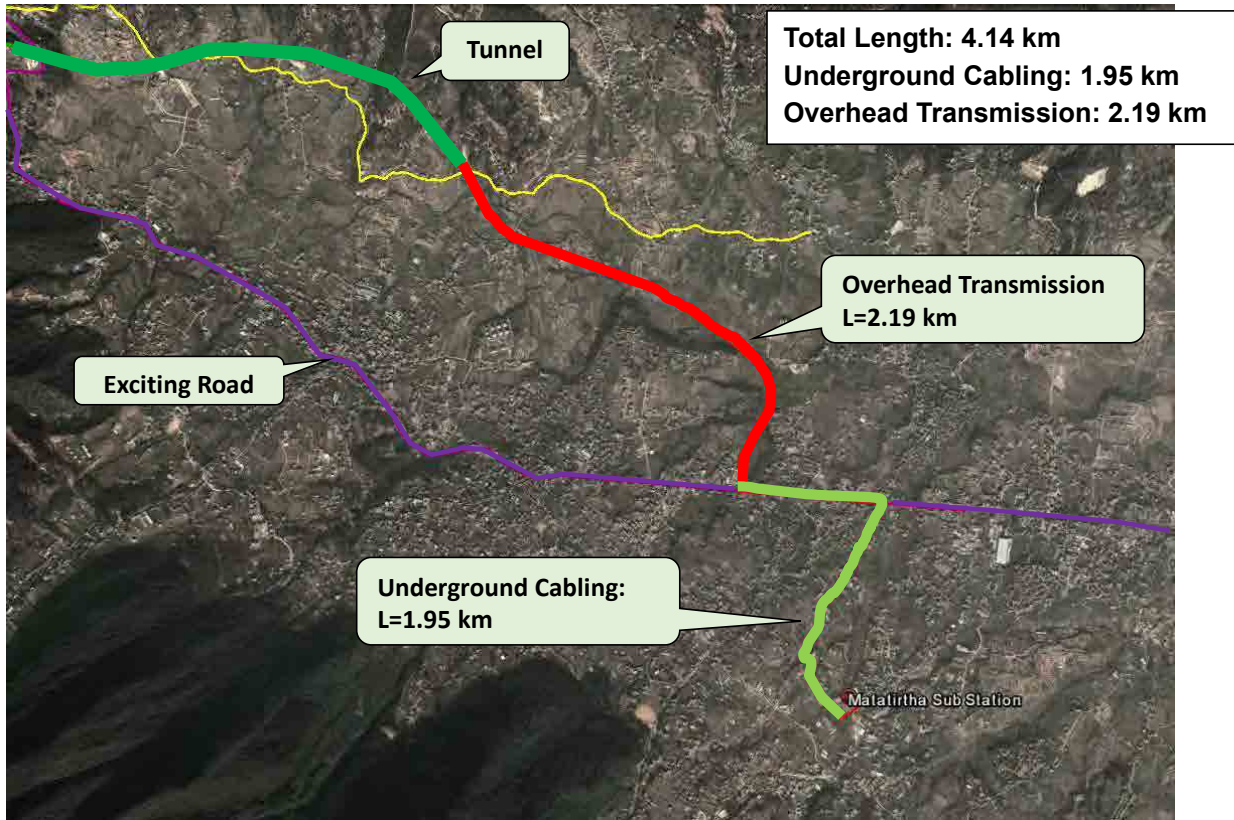 Tunnel
Total Length: 4.14 km
Underground Cabling: 1.95 km
Overhead Transmission: 2.19 km
Overhead Transmission
L=2.19 km
Exciting Road
Underground Cabling:
L=1.95 km
Matatirtha Sub Station